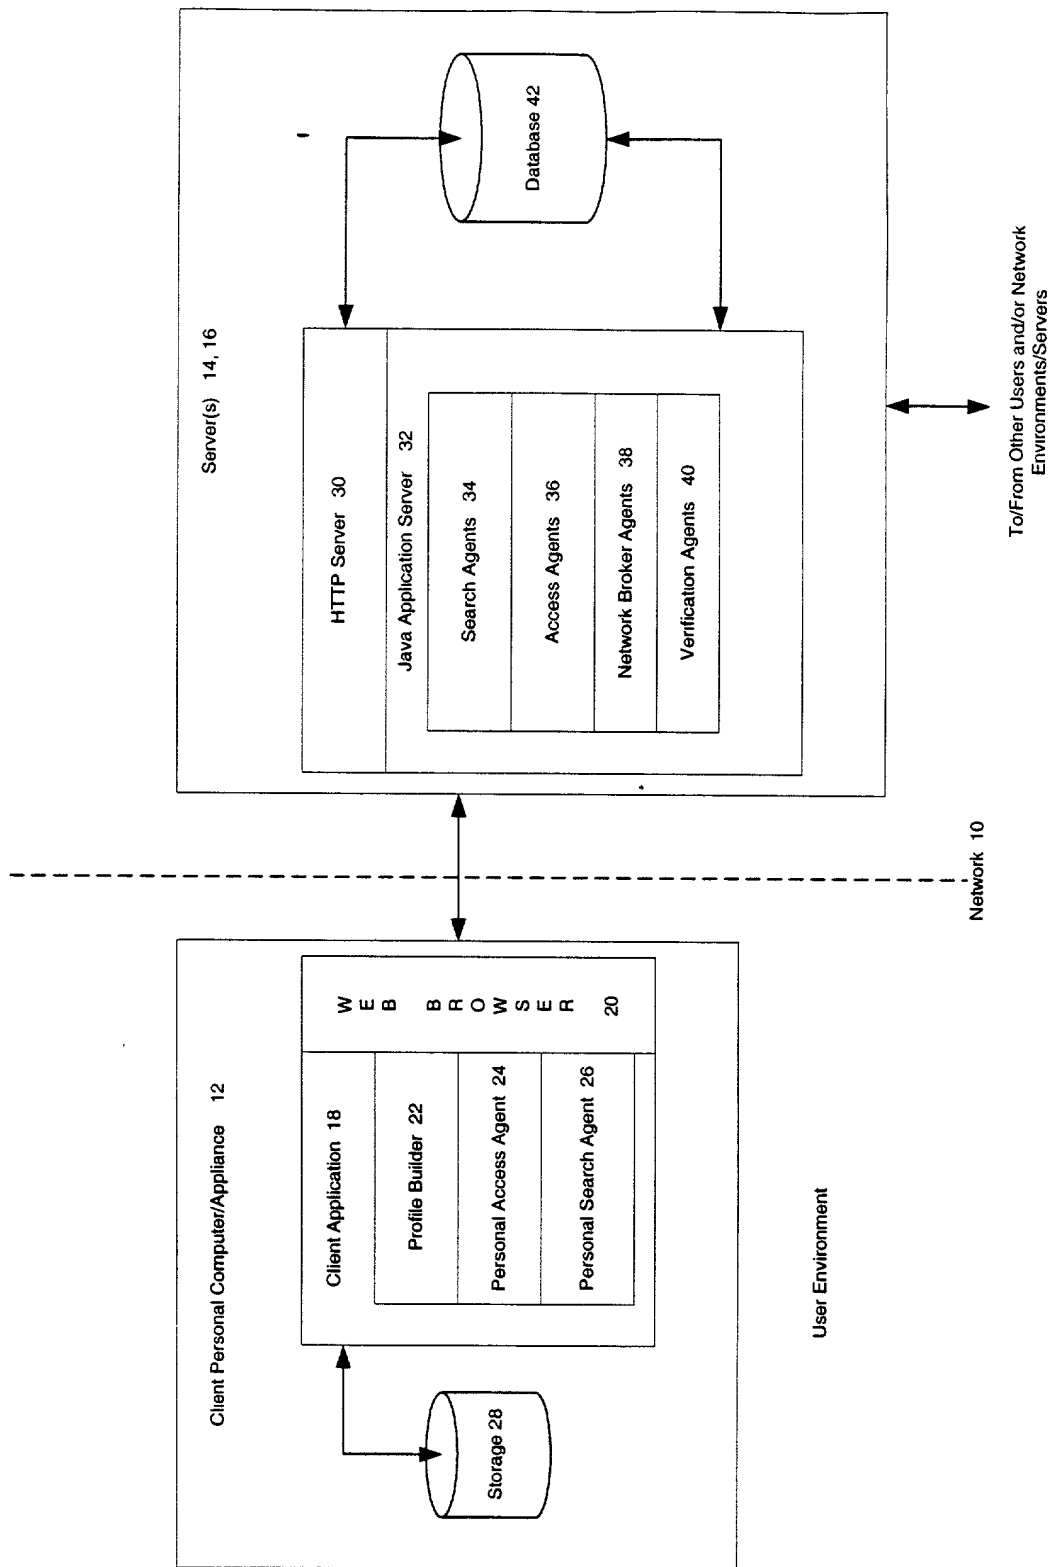 Client Personal Computer/Appliance 12
Storage 28
Client Application 18
Profile Builder 22
Personal Access Agent 24
Personal Search Agent 26
WEB BROWSER 20
User Environment
Network 10
Server(s) 14, 16
HTTP Server 30
Java Application Server 32
Search Agents 34
Access Agents 36
Network Broker Agents 38
Verification Agents 40
Database 42
To/From Other Users and/or Network
Environments/Servers